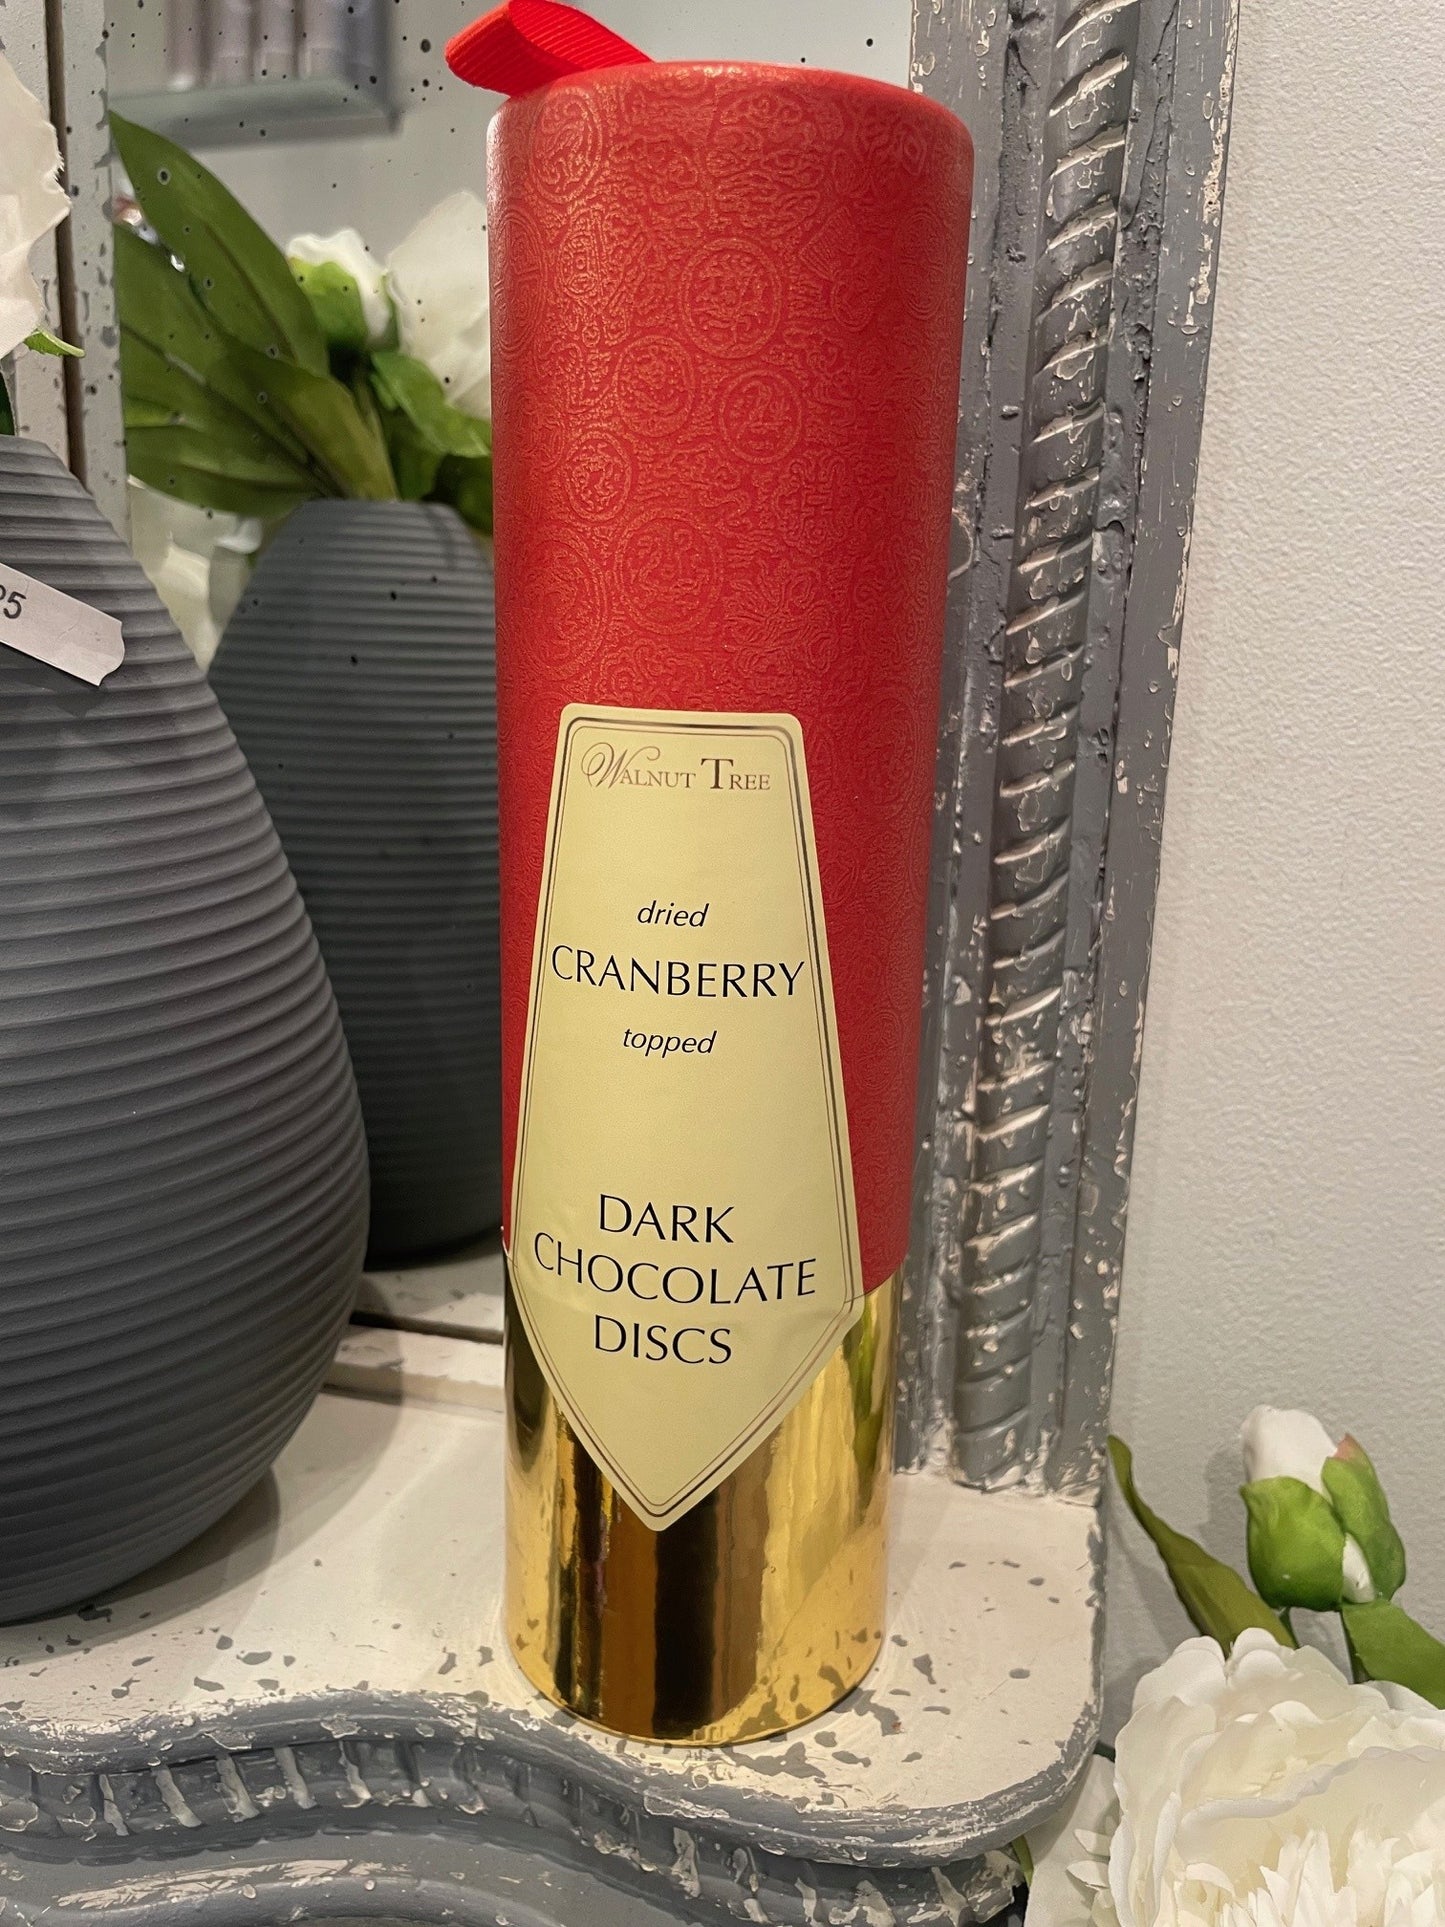 WALNUT TREE
dried
CRANBERRY
topped
DARK
CHOCOLATE
DISCS